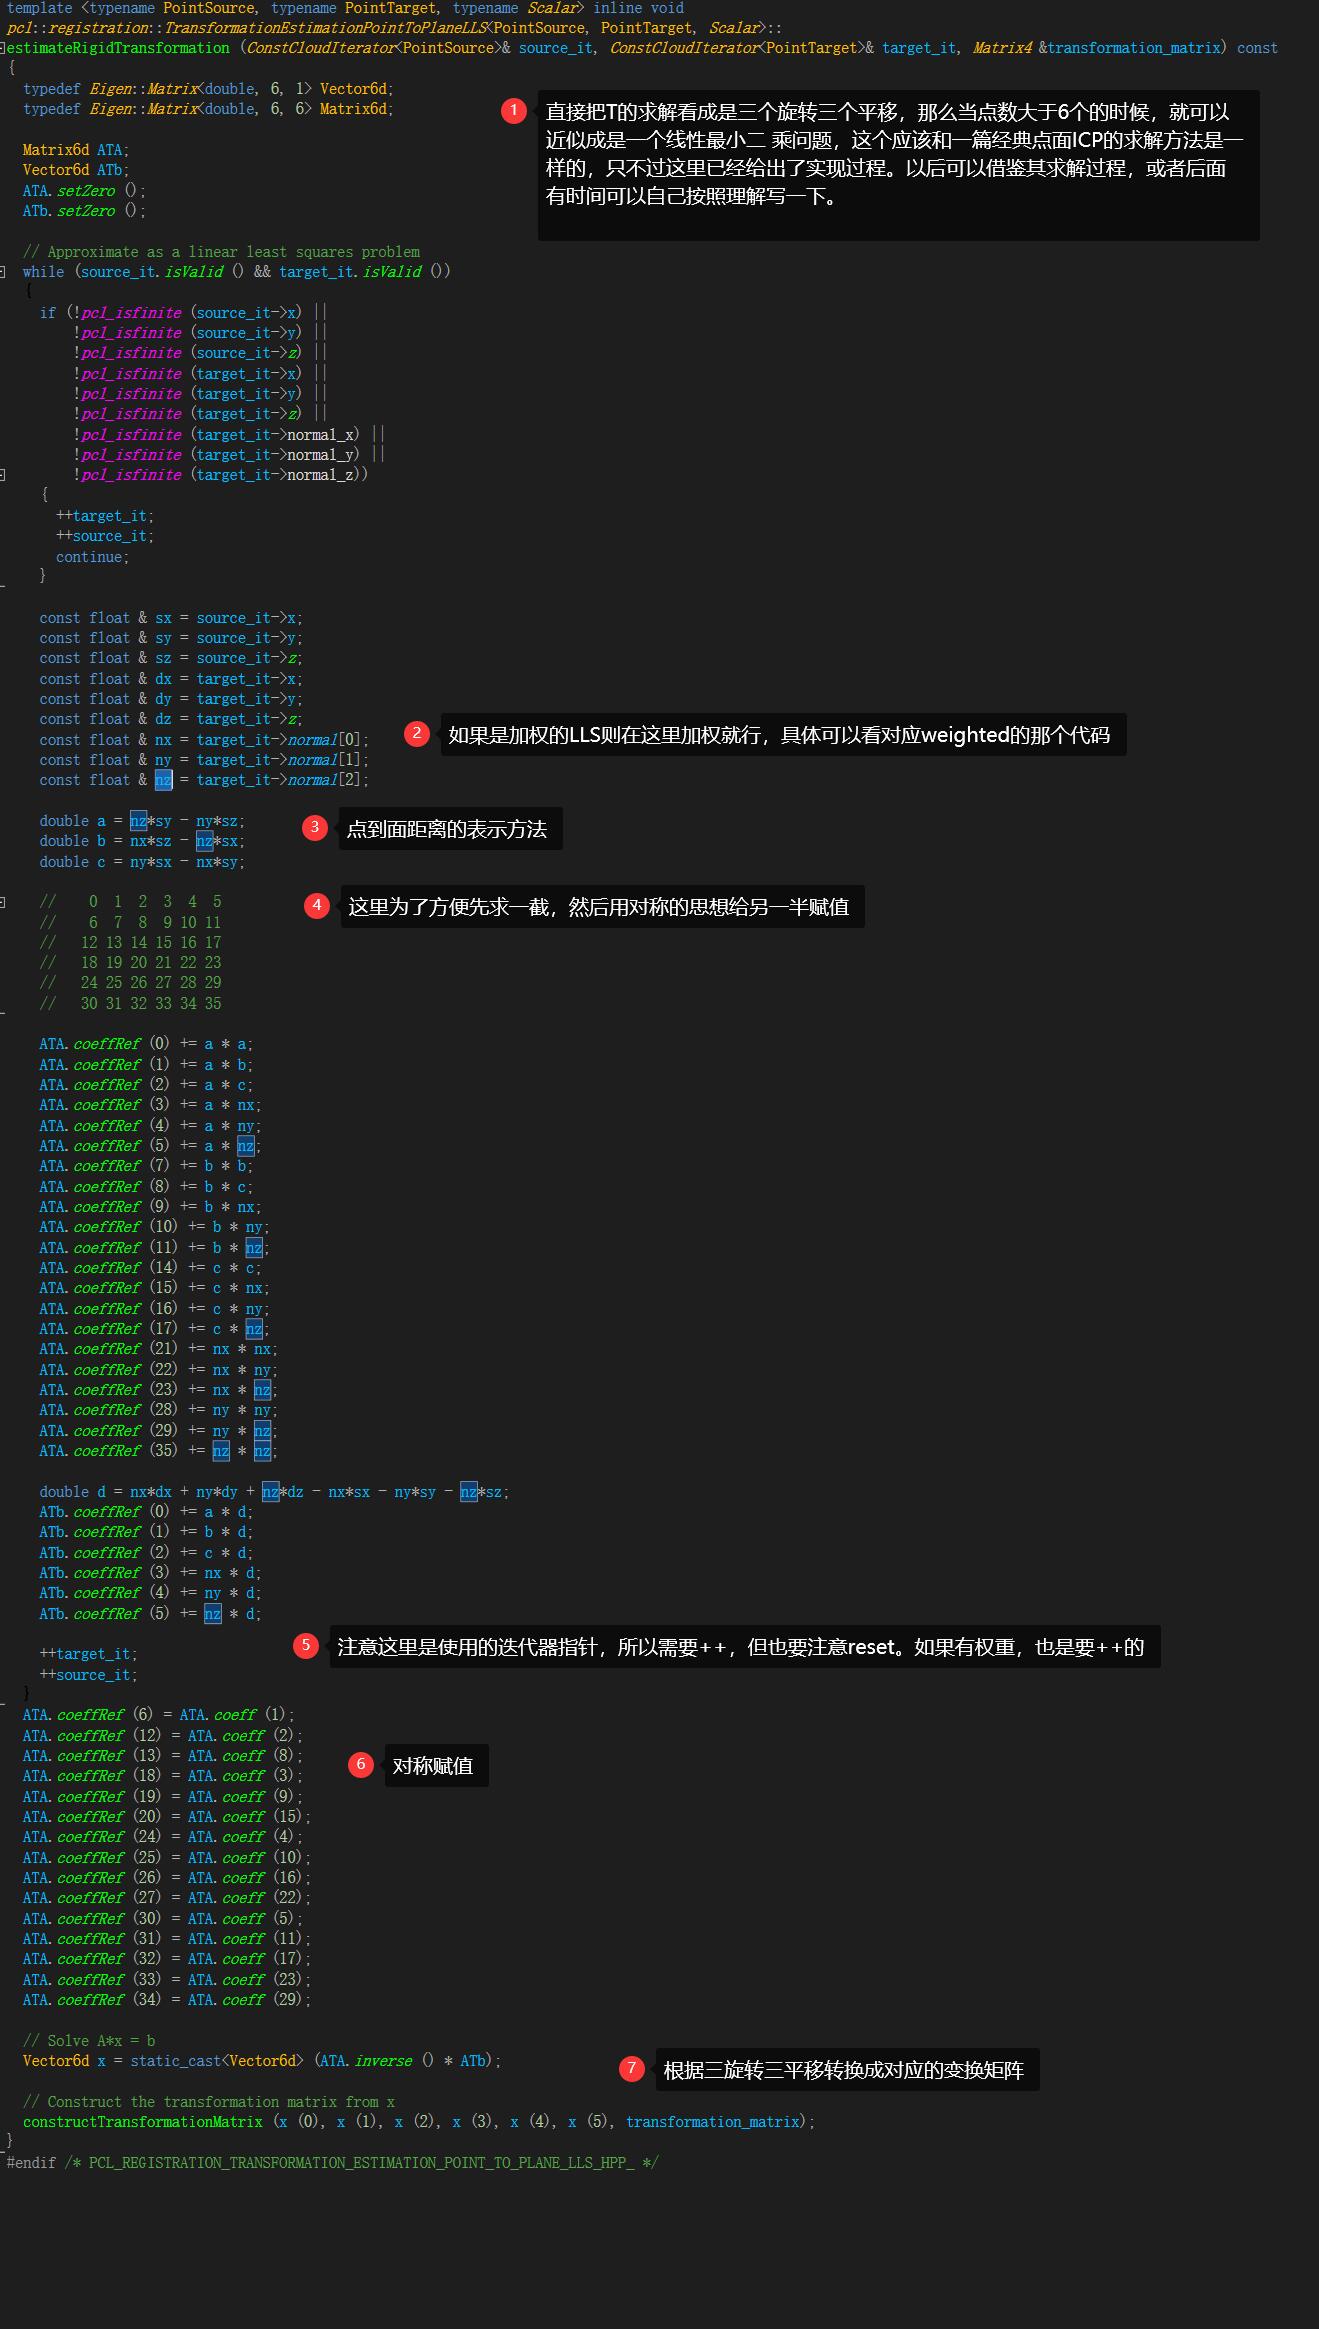 template <typename PointSource, typename PointTarget, typename Scalar> inline void
pcl::registration::TransformationEstimationPointToPlaneLLS<PointSource, PointTarget, Scalar>::
estimateRigidTransformation (ConstCloudIterator<PointSource>& source_it, ConstCloudIterator<PointTarget>& target_it, Matrix4 &transformation_matrix) const
{
typedef Eigen::Matrix<double, 6, 1> Vector6d;
typedef Eigen::Matrix<double, 6, 6> Matrix6d;
1 直接把T的求解看成是三个旋转三个平移，那么当点数大于6个的时候，就可以
近似成是一个线性最小二 乘问题，这个应该和一篇经典点面ICP的求解方法是一
样的，只不过这里已经给出了实现过程。以后可以借鉴其求解过程，或者后面
有时间可以自己按照理解写一下。
Matrix6d ATA;
Vector6d ATb;
ATA.setZero ();
ATb.setZero ();
// Approximate as a linear least squares problem
while (source_it.isValid () && target_it.isValid ())
{
if (!pcl_isfinite (source_it->x) ||
!pcl_isfinite (source_it->y) ||
!pcl_isfinite (source_it->z) ||
!pcl_isfinite (target_it->x) ||
!pcl_isfinite (target_it->y) ||
!pcl_isfinite (target_it->z) ||
!pcl_isfinite (target_it->normal_x) ||
!pcl_isfinite (target_it->normal_y) ||
!pcl_isfinite (target_it->normal_z))
{
++target_it;
++source_it;
continue;
}
const float & sx = source_it->x;
const float & sy = source_it->y;
const float & sz = source_it->z;
const float & dx = target_it->x;
const float & dy = target_it->y;
const float & dz = target_it->z;
const float & nx = target_it->normal[0];
const float & ny = target_it->normal[1];
const float & nz = target_it->normal[2];
2 如果是加权的LLS则在这里加权就行，具体可以看对应weighted的那个代码
double a = nz*sy - ny*sz;
double b = nx*sz - nz*sx;
double c = ny*sx - nx*sy;
3 点到面距离的表示方法
4 这里为了方便先求一截，然后用对称的思想给另一半赋值
// 0 1 2 3 4 5
// 6 7 8 9 10 11
// 12 13 14 15 16 17
// 18 19 20 21 22 23
// 24 25 26 27 28 29
// 30 31 32 33 34 35
ATA.coeffRef (0) += a * a;
ATA.coeffRef (1) += a * b;
ATA.coeffRef (2) += a * c;
ATA.coeffRef (3) += a * nx;
ATA.coeffRef (4) += a * ny;
ATA.coeffRef (5) += a * nz;
ATA.coeffRef (7) += b * b;
ATA.coeffRef (8) += b * c;
ATA.coeffRef (9) += b * nx;
ATA.coeffRef (10) += b * ny;
ATA.coeffRef (11) += b * nz;
ATA.coeffRef (14) += c * c;
ATA.coeffRef (15) += c * nx;
ATA.coeffRef (16) += c * ny;
ATA.coeffRef (17) += c * nz;
ATA.coeffRef (21) += nx * nx;
ATA.coeffRef (22) += nx * ny;
ATA.coeffRef (23) += nx * nz;
ATA.coeffRef (28) += ny * ny;
ATA.coeffRef (29) += ny * nz;
ATA.coeffRef (35) += nz * nz;
double d = nx*dx + ny*dy + nz*dz - nx*sx - ny*sy - nz*sz;
ATb.coeffRef (0) += a * d;
ATb.coeffRef (1) += b * d;
ATb.coeffRef (2) += c * d;
ATb.coeffRef (3) += nx * d;
ATb.coeffRef (4) += ny * d;
ATb.coeffRef (5) += nz * d;
5 注意这里是使用的迭代器指针，所以需要++，但也要注意reset。如果有权重，也是要++的
++target_it;
++source_it;
}
ATA.coeffRef (6) = ATA.coeff (1);
ATA.coeffRef (12) = ATA.coeff (2);
ATA.coeffRef (13) = ATA.coeff (8);
ATA.coeffRef (18) = ATA.coeff (3);
ATA.coeffRef (19) = ATA.coeff (9);
ATA.coeffRef (20) = ATA.coeff (15);
ATA.coeffRef (24) = ATA.coeff (4);
ATA.coeffRef (25) = ATA.coeff (10);
ATA.coeffRef (26) = ATA.coeff (16);
ATA.coeffRef (27) = ATA.coeff (22);
ATA.coeffRef (30) = ATA.coeff (5);
ATA.coeffRef (31) = ATA.coeff (11);
ATA.coeffRef (32) = ATA.coeff (17);
ATA.coeffRef (33) = ATA.coeff (23);
ATA.coeffRef (34) = ATA.coeff (29);
6 对称赋值
// Solve A*x = b
Vector6d x = static_cast<Vector6d> (ATA.inverse () * ATb);
7 根据三旋转三平移转换成对应的变换矩阵
// Construct the transformation matrix from x
constructTransformationMatrix (x (0), x (1), x (2), x (3), x (4), x (5), transformation_matrix);
}
#endif /* PCL_REGISTRATION_TRANSFORMATION_ESTIMATION_POINT_TO_PLANE_LLS_HPP_ */